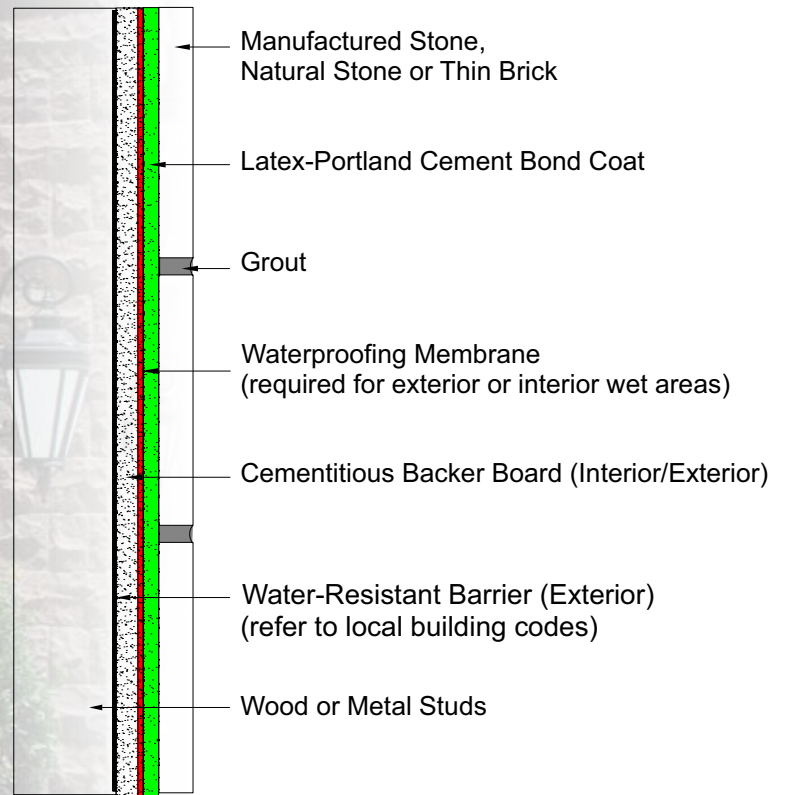 Manufactured Stone,
Natural Stone or Thin Brick
Latex-Portland Cement Bond Coat
Grout
Waterproofing Membrane
(required for exterior or interior wet areas)
Cementitious Backer Board (Interior/Exterior)
Water-Resistant Barrier (Exterior)
(refer to local building codes)
Wood or Metal Studs